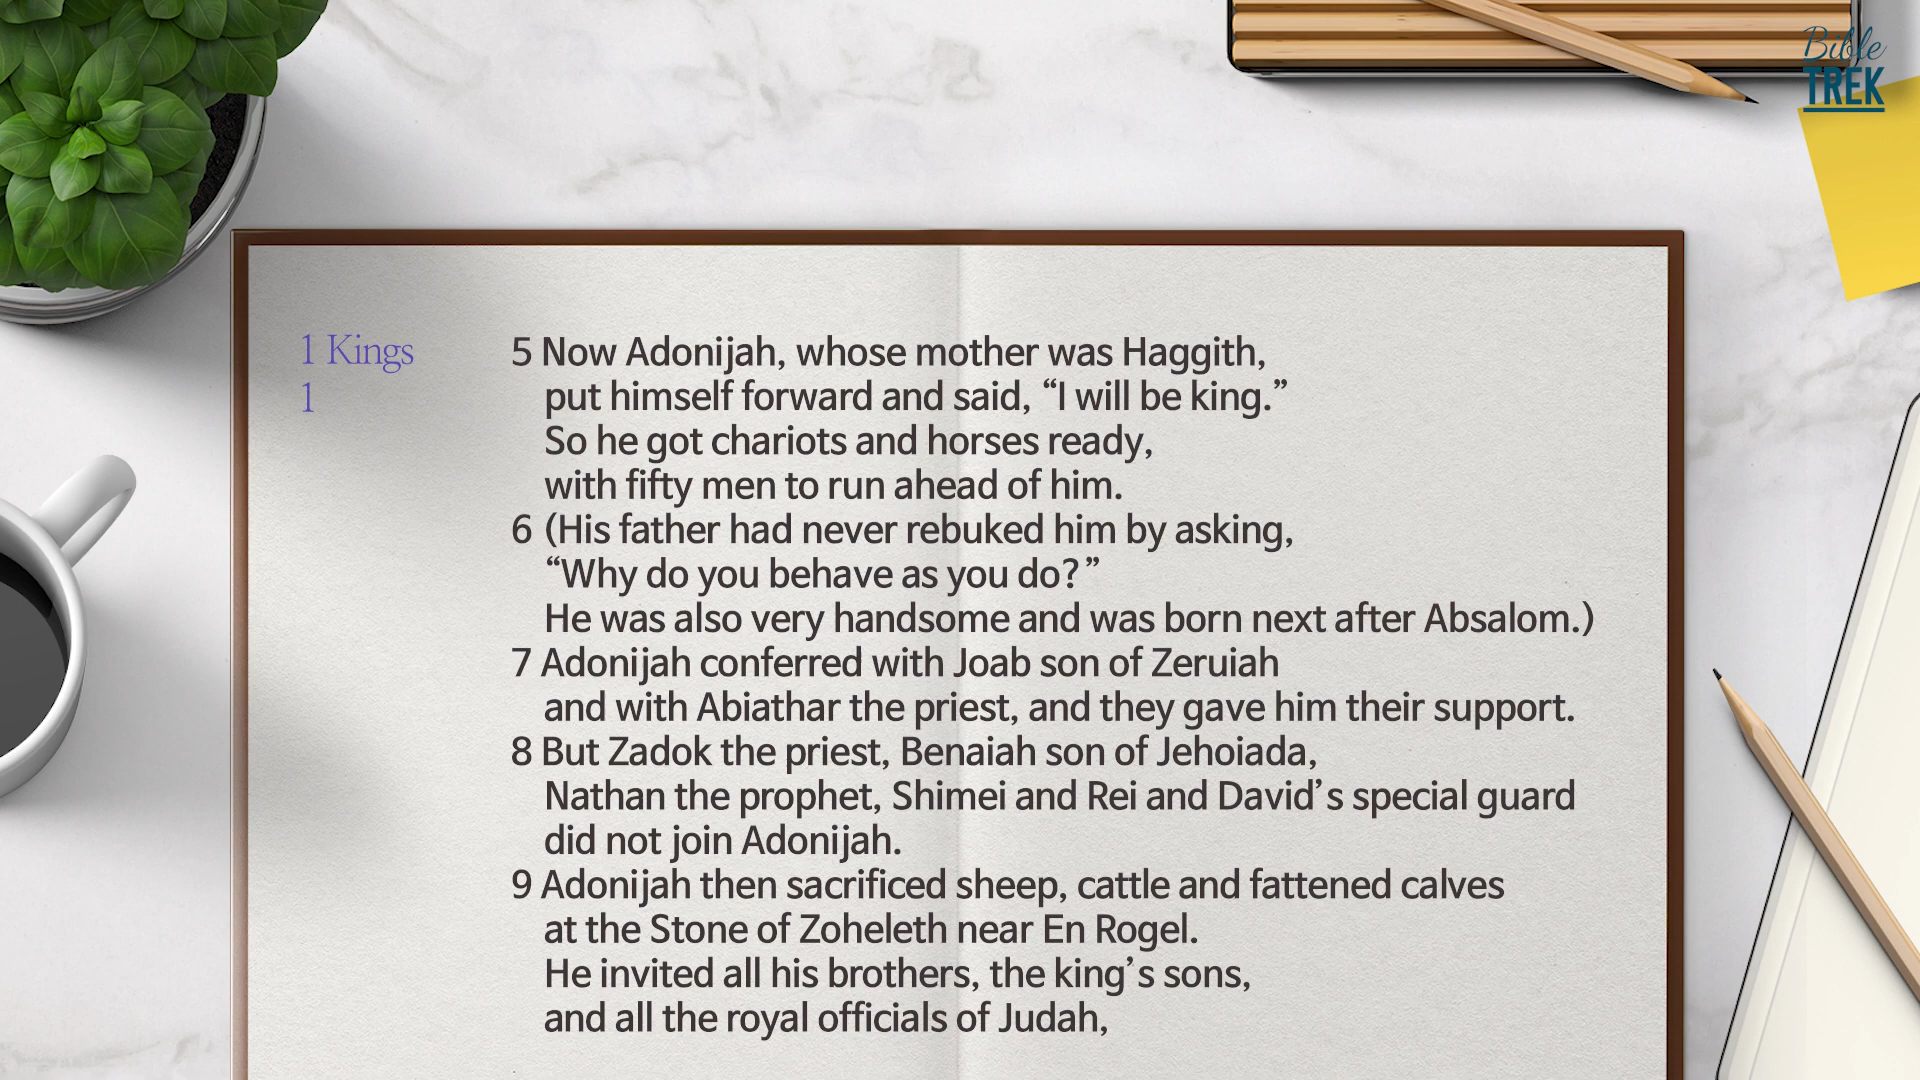 Bible
TREK
1 Kings
1
5 Now Adonijah, whose mother was Haggith,
put himself forward and said, “I will be king.”
So he got chariots and horses ready,
with fifty men to run ahead of him.
6 (His father had never rebuked him by asking,
“Why do you behave as you do?”
He was also very handsome and was born next after Absalom.)
7 Adonijah conferred with Joab son of Zeruiah
and with Abiathar the priest, and they gave him their support.
8 But Zadok the priest, Benaiah son of Jehoiada,
Nathan the prophet, Shimei and Rei and David’s special guard
did not join Adonijah.
9 Adonijah then sacrificed sheep, cattle and fattened calves
at the Stone of Zoheleth near En Rogel.
He invited all his brothers, the king’s sons,
and all the royal officials of Judah,